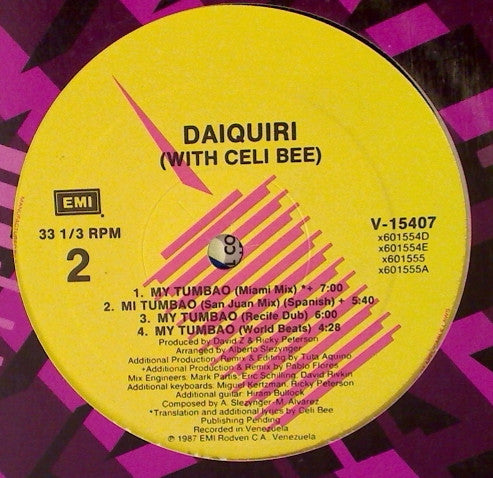 DAIQUIRI
(WITH CELI BEE)
EMI
33 1/3 RPM
2
V-15407
x601554D
x601554E
x601555
x601555A
L CO
1. MY TUMBAO (Miami Mix) *+ 7:00
2. MI TUMBAO (San Juan Mix) (Spanish) + 5:40
3. MY TUMBAO (Recife Dub) 6:00
4. MY TUMBAO (World Beats) 4:28
Produced by David Z & Ricky Peterson
Arranged by Alberto Slezynger
Additional Production, Remix & Editing by Tuta Aquino
+Additional Production & Remix by Pablo Flores
Mix Engineers: Mark Partis, Eric Schilling, David Rivkin
Additional keyboards: Miguel Kertzman, Ricky Peterson
Additional guitar: Hiram Bullock
Composed by A. Slezynger-M. Alvarez
*Translation and additional lyrics by Celi Bee
Publishing Pending
Recorded in Venezuela
℗ 1987 EMI Rodven C.A. Venezuela